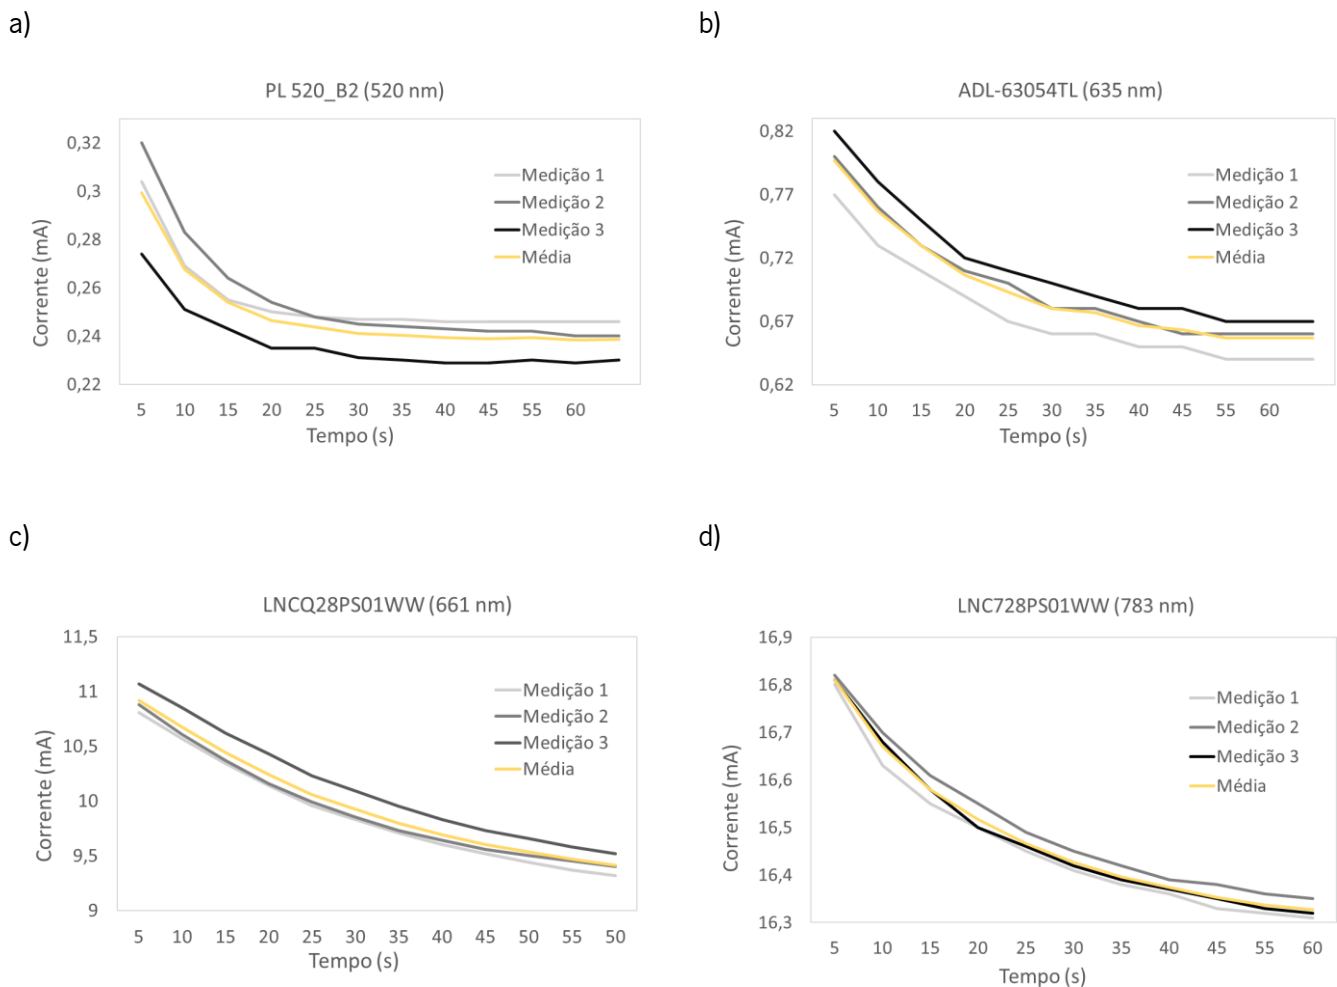 a)
PL 520_B2 (520 nm)
Corrente (mA)
0,32
0,3
0,28
0,26
0,24
0,22
Medição 1
Medição 2
Medição 3
Média
5 10 15 20 25 30 35 40 45 55 60
Tempo (s)
b)
ADL-63054TL (635 nm)
Corrente (mA)
0,82
0,77
0,72
0,67
0,62
Medição 1
Medição 2
Medição 3
Média
5 10 15 20 25 30 35 40 45 55 60
Tempo (s)
c)
LNCQ28PS01WW (661 nm)
Corrente (mA)
11,5
11
10,5
10
9,5
9
Medição 1
Medição 2
Medição 3
Média
5 10 15 20 25 30 35 40 45 50 55 50
Tempo (s)
d)
LNC728PS01WW (783 nm)
Corrente (mA)
16,9
16,8
16,7
16,6
16,5
16,4
16,3
Medição 1
Medição 2
Medição 3
Média
5 10 15 20 25 30 35 40 45 55 60
Tempo (s)